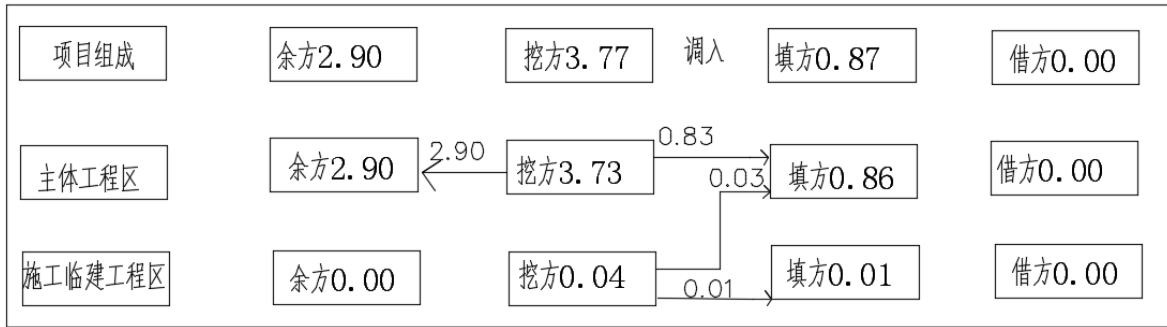 项目组成 余方2.90 挖方3.77 调入 填方0.87 借方0.00
0.83
主体工程区 余方2.90 2.90 挖方3.73 填方0.86 借方0.00
0.03
施工临建工程区 余方0.00 挖方0.04 填方0.01 借方0.00
0.01